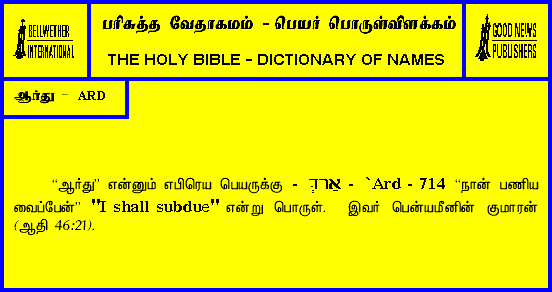 BELLWETHER
INTERNATIONAL
பரிசுத்த வேதாகமம் - பெயர் பொருள்விளக்கம்
THE HOLY BIBLE - DICTIONARY OF NAMES
GOOD NEWS
PUBLISHERS
ஆர்து - ARD
“ஆர்து” என்னும் எபிரெய பெயருக்கு - אַרדְּ - `Ard - 714 “நான் பணிய
வைப்பேன்” "I shall subdue" என்று பொருள். இவர் பென்யமீனின் குமாரன்
(ஆதி 46:21).